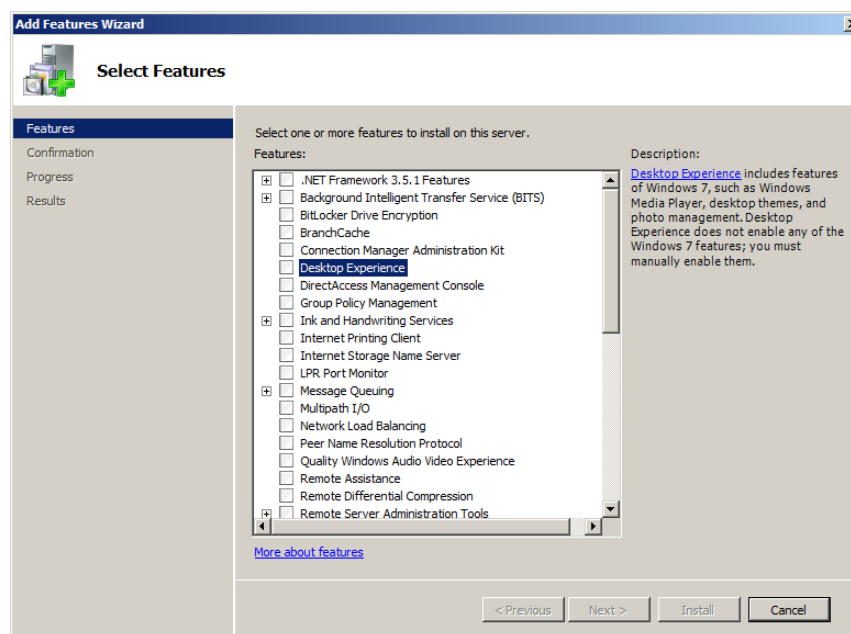 Add Features Wizard
Select Features
Features
Confirmation
Progress
Results
Select one or more features to install on this server.
Features:
.NET Framework 3.5.1 Features
Background Intelligent Transfer Service (BITS)
BitLocker Drive Encryption
BranchCache
Connection Manager Administration Kit
Desktop Experience
DirectAccess Management Console
Group Policy Management
Ink and Handwriting Services
Internet Printing Client
Internet Storage Name Server
LPR Port Monitor
Message Queuing
Multipath I/O
Network Load Balancing
Peer Name Resolution Protocol
Quality Windows Audio Video Experience
Remote Assistance
Remote Differential Compression
Remote Server Administration Tools
Description:
Desktop Experience includes features
of Windows 7, such as Windows
Media Player, desktop themes, and
photo management. Desktop
Experience does not enable any of the
Windows 7 features; you must
manually enable them.
More about features
< Previous
Next >
Install
Cancel